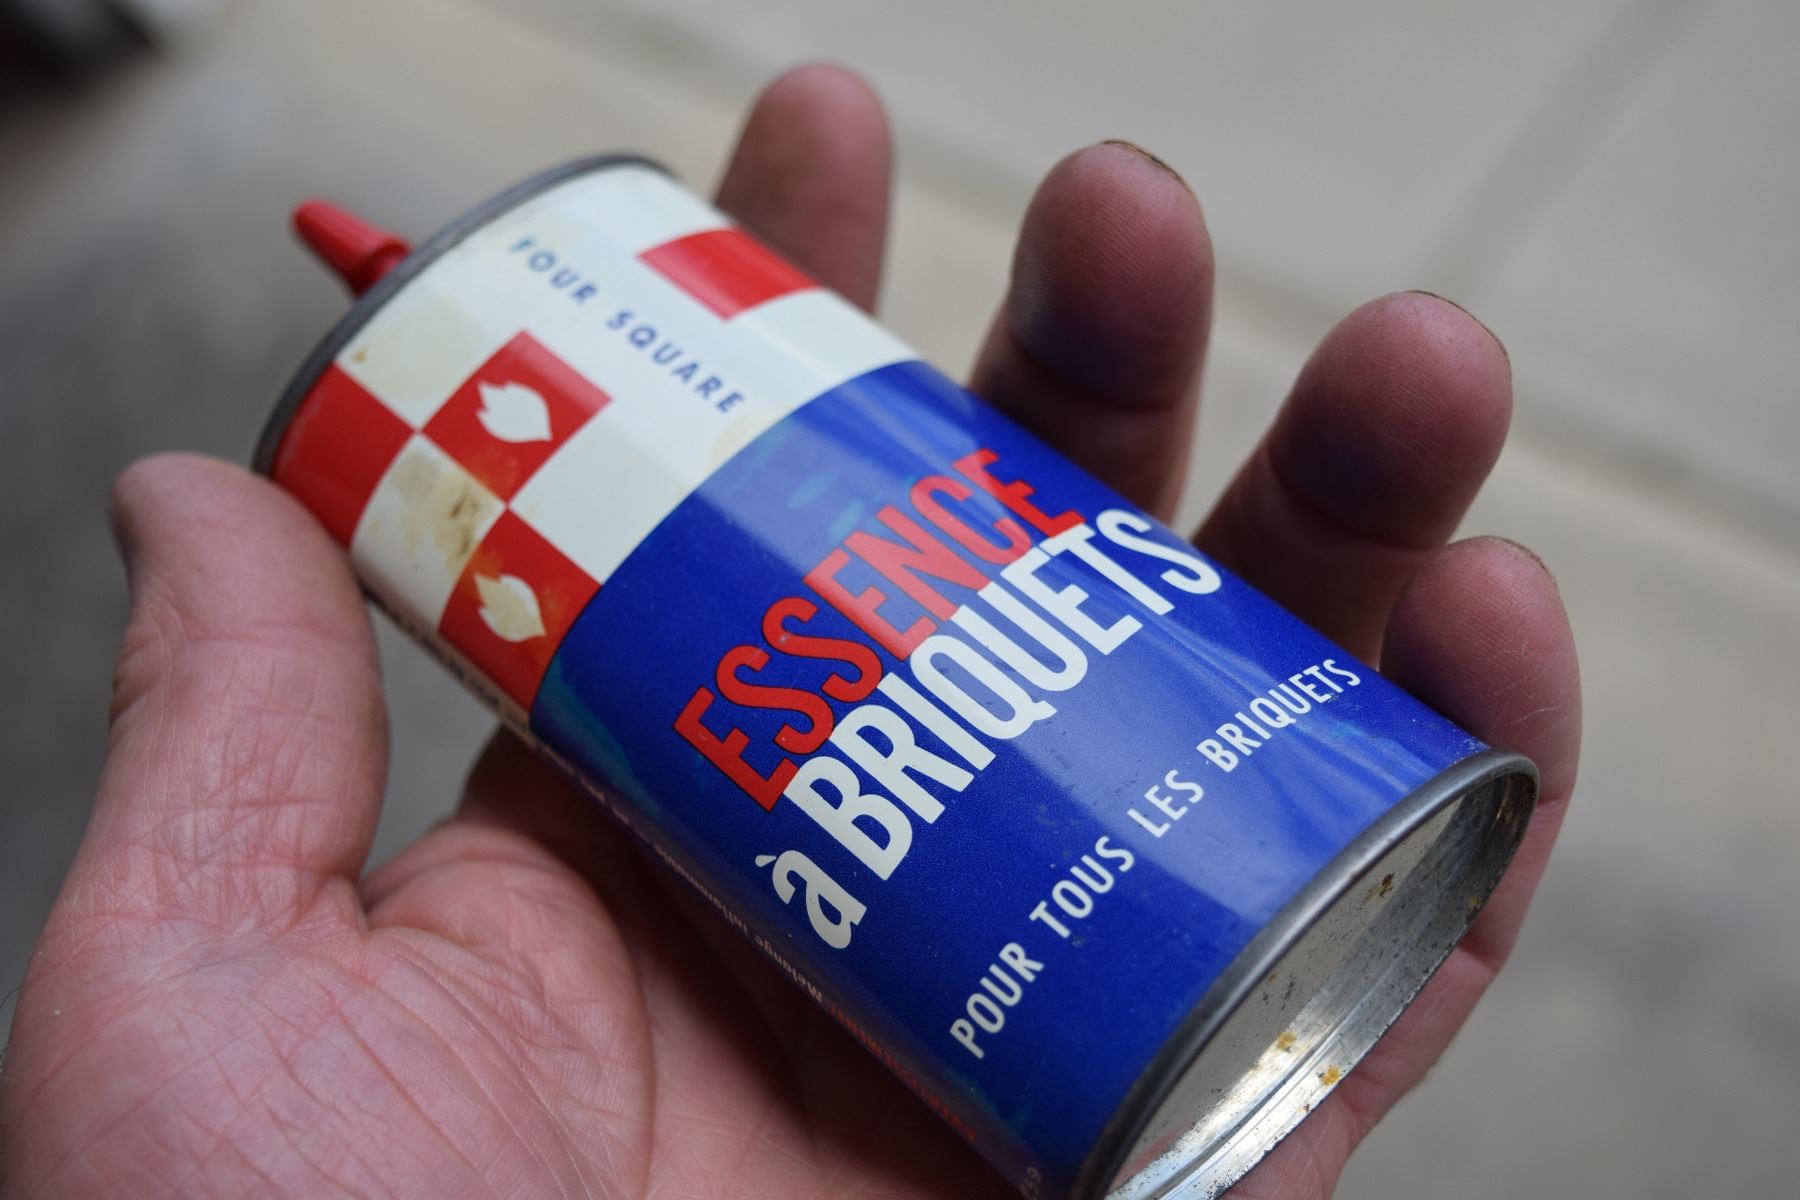 FOUR SQUARE
ESSENCE
à BRIQUETS
POUR TOUS LES BRIQUETS